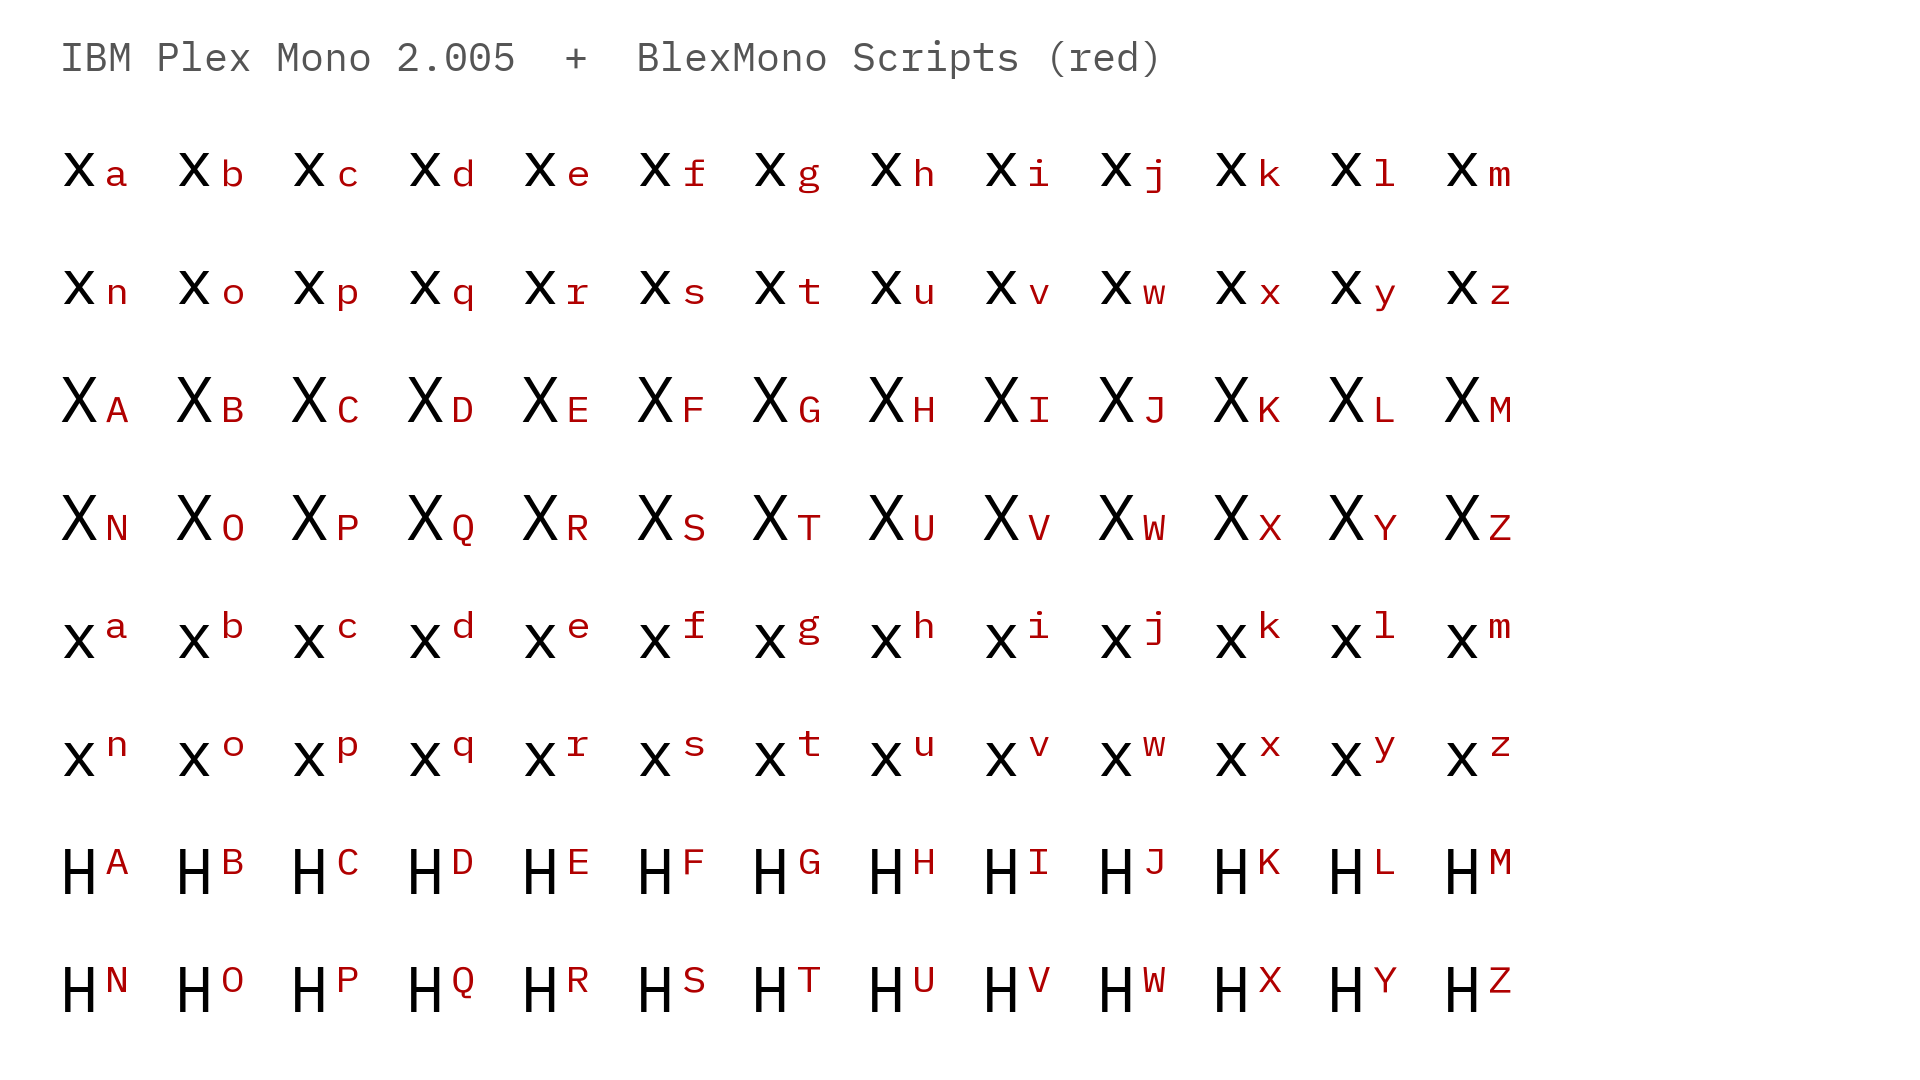 IBM Plex Mono 2.005 + BlexMono Scripts (red)
xa xb xc xd xe xf xg xh xi xj xk xl xm
xn xo xp xq xr xs xt xu xv xw xx xy xz
XA XB XC XD XE XF XG XH XI XJ XK XL XM
XN XO XP XQ XR XS XT XU XV XW XX XY XZ
xa xb xc xd xe xf xg xh xi xj xk xl xm
xn xo xp xq xr xs xt xu xv xw xx xy xz
HA HB HC HD HE HF HG HH HI HJ HK HL HM
HN HO HP HQ HR HS HT HU HV HW HX HY HZ